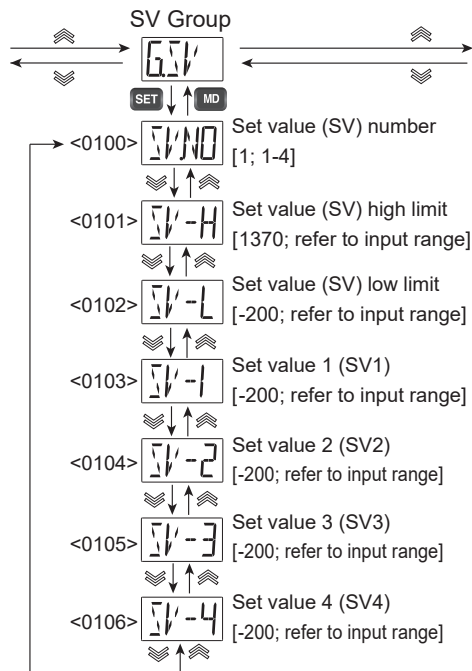 SV Group
G.SV
SET MD
<0100> SVNO Set value (SV) number
[1; 1-4]
<0101> SV-H Set value (SV) high limit
[1370; refer to input range]
<0102> SV-L Set value (SV) low limit
[-200; refer to input range]
<0103> SV-1 Set value 1 (SV1)
[-200; refer to input range]
<0104> SV-2 Set value 2 (SV2)
[-200; refer to input range]
<0105> SV-3 Set value 3 (SV3)
[-200; refer to input range]
<0106> SV-4 Set value 4 (SV4)
[-200; refer to input range]